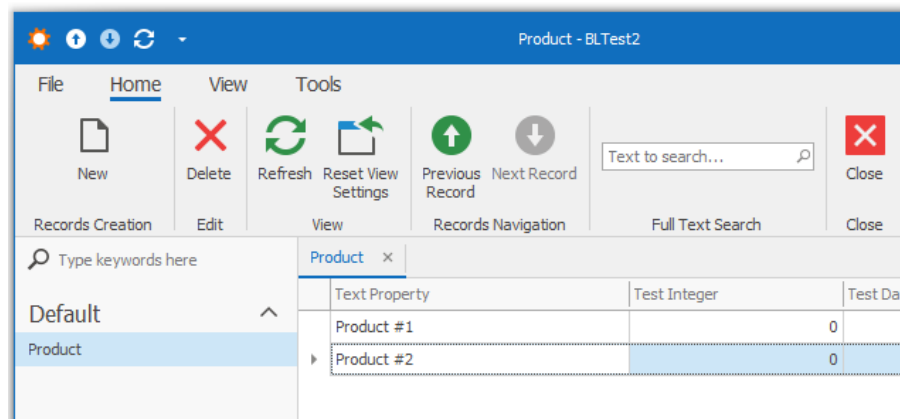 Product - BLTest2
File Home View Tools
New Delete Refresh Reset View Settings Previous Record Next Record Text to search... Close
Records Creation Edit View Records Navigation Full Text Search Close
Type keywords here
Product
Default
Product
Text Property Test Integer Test Da
Product #1 0
Product #2 0